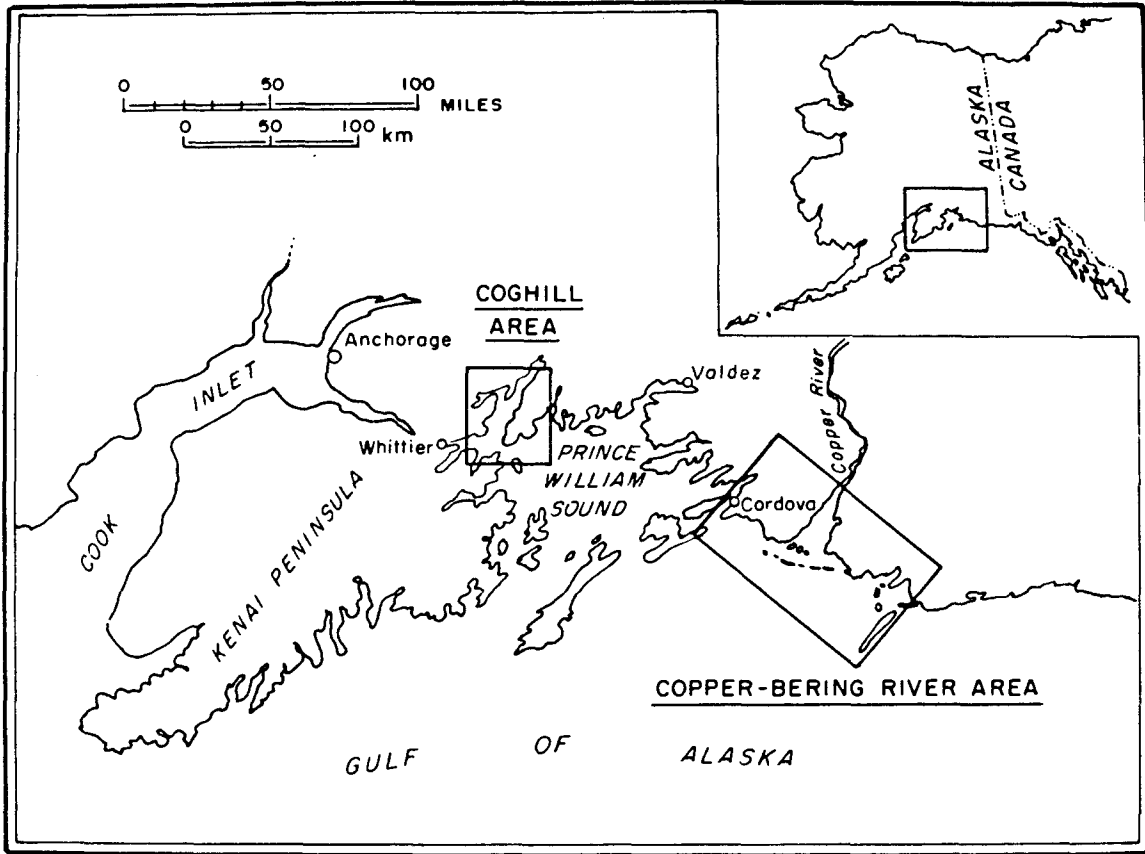 0 50 100 MILES
0 50 100 km
ALASKA
CANADA
COGHILL
AREA
Anchorage
INLET
COOK
Whittier
Valdez
Copper River
PRINCE
WILLIAM
SOUND
Cordova
KENAI PENINSULA
COPPER-BERING RIVER AREA
GULF OF ALASKA